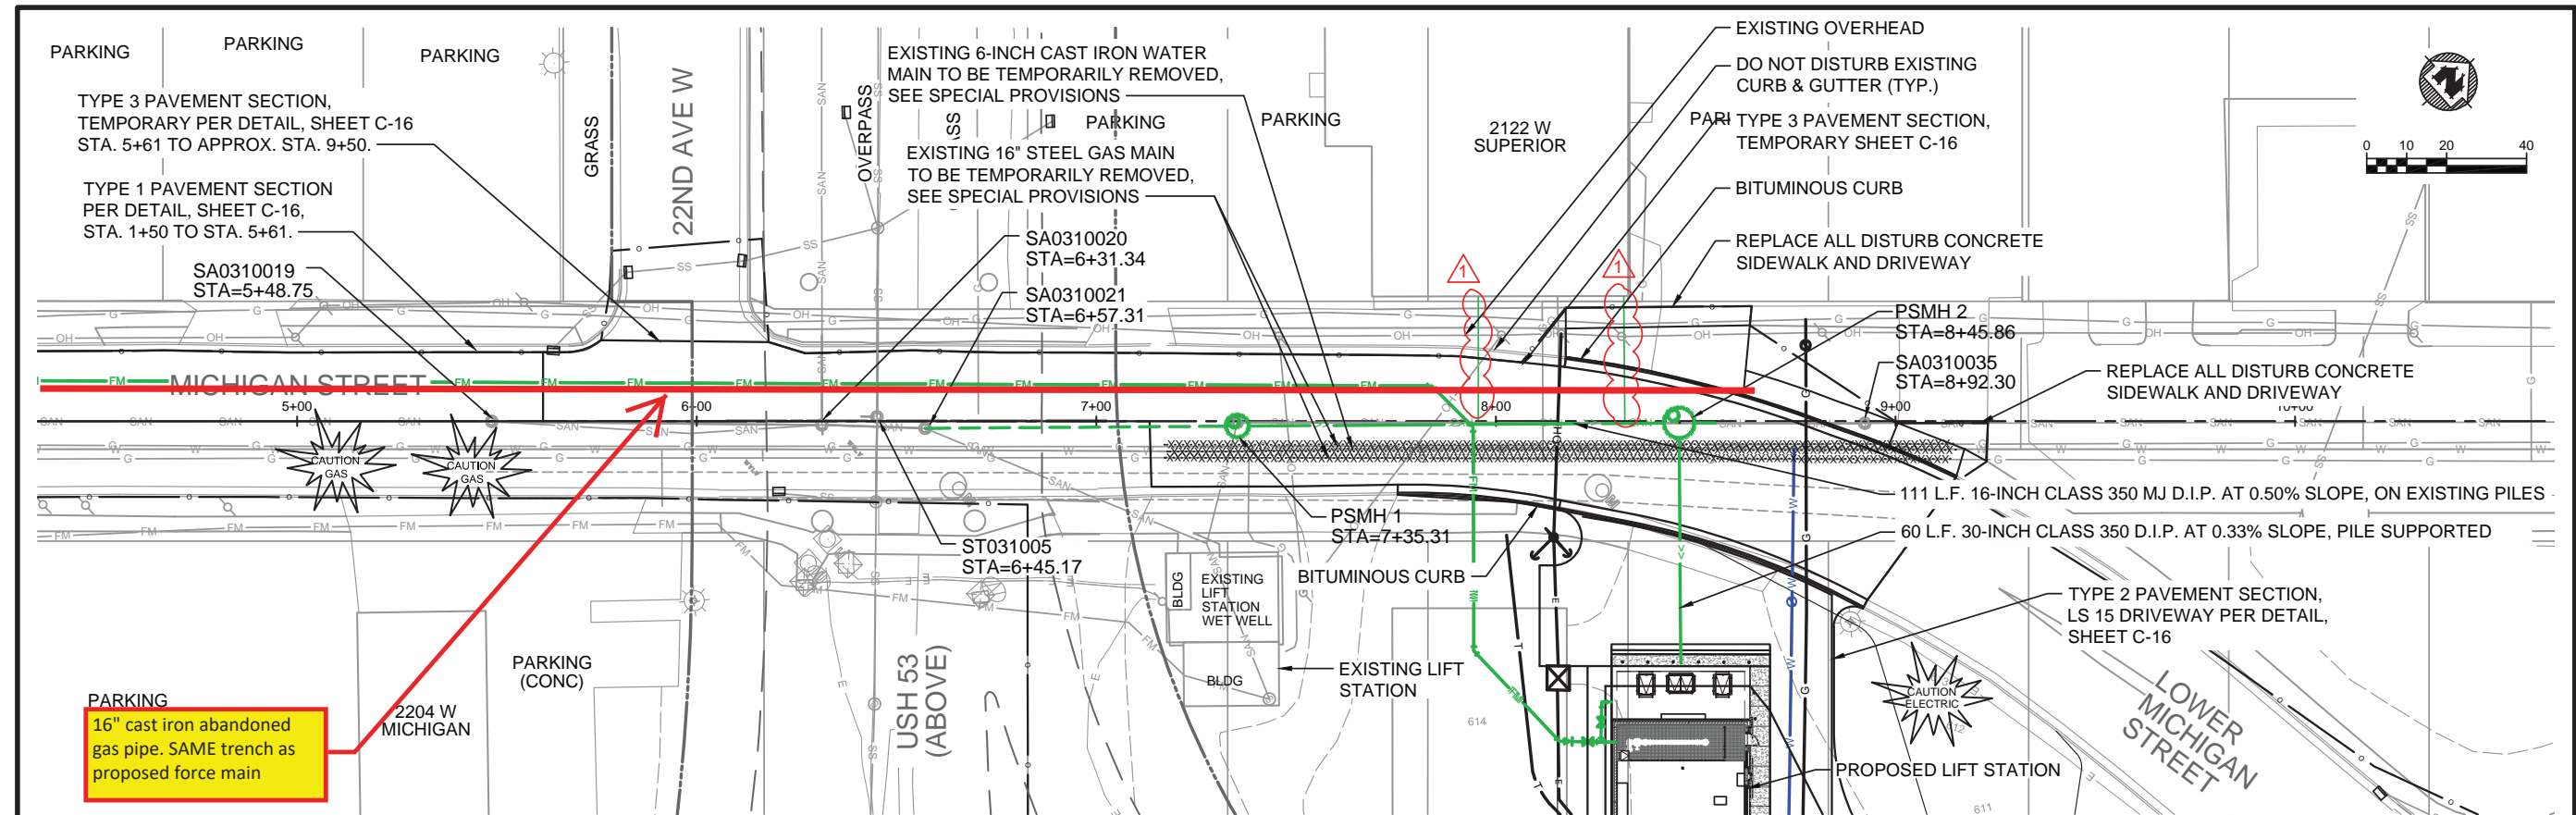 PARKING
PARKING
PARKING
TYPE 3 PAVEMENT SECTION,
TEMPORARY PER DETAIL, SHEET C-16
STA. 5+61 TO APPROX. STA. 9+50.
TYPE 1 PAVEMENT SECTION
PER DETAIL, SHEET C-16,
STA. 1+50 TO STA. 5+61.
SA0310019
STA=5+48.75
GRASS
22ND AVE W
OVERPASS
EXISTING 6-INCH CAST IRON WATER
MAIN TO BE TEMPORARILY REMOVED,
SEE SPECIAL PROVISIONS
PARKING
EXISTING 16" STEEL GAS MAIN
TO BE TEMPORARILY REMOVED,
SEE SPECIAL PROVISIONS
SA0310020
STA=6+31.34
SA0310021
STA=6+57.31
PARKING
2122 W
SUPERIOR
EXISTING OVERHEAD
DO NOT DISTURB EXISTING
CURB & GUTTER (TYP.)
TYPE 3 PAVEMENT SECTION,
TEMPORARY SHEET C-16
BITUMINOUS CURB
REPLACE ALL DISTURB CONCRETE
SIDEWALK AND DRIVEWAY
0 10 20 40
1
1
PSMH 2
STA=8+45.86
SA0310035
STA=8+92.30
REPLACE ALL DISTURB CONCRETE
SIDEWALK AND DRIVEWAY
MICHIGAN STREET
5+00
6+00
7+00
8+00
9+00
10+00
CAUTION
GAS
CAUTION
GAS
ST031005
STA=6+45.17
PSMH 1
STA=7+35.31
BITUMINOUS CURB
111 L.F. 16-INCH CLASS 350 MJ D.I.P. AT 0.50% SLOPE, ON EXISTING PILES
60 L.F. 30-INCH CLASS 350 D.I.P. AT 0.33% SLOPE, PILE SUPPORTED
TYPE 2 PAVEMENT SECTION,
LS 15 DRIVEWAY PER DETAIL,
SHEET C-16
BLDG
EXISTING
LIFT
STATION
WET WELL
BLDG
EXISTING LIFT
STATION
PARKING
(CONC)
2204 W
MICHIGAN
USH 53
(ABOVE)
PARKING
16" cast iron abandoned
gas pipe. SAME trench as
proposed force main
614
CAUTION
ELECTRIC
612
611
PROPOSED LIFT STATION
LOWER
MICHIGAN
STREET